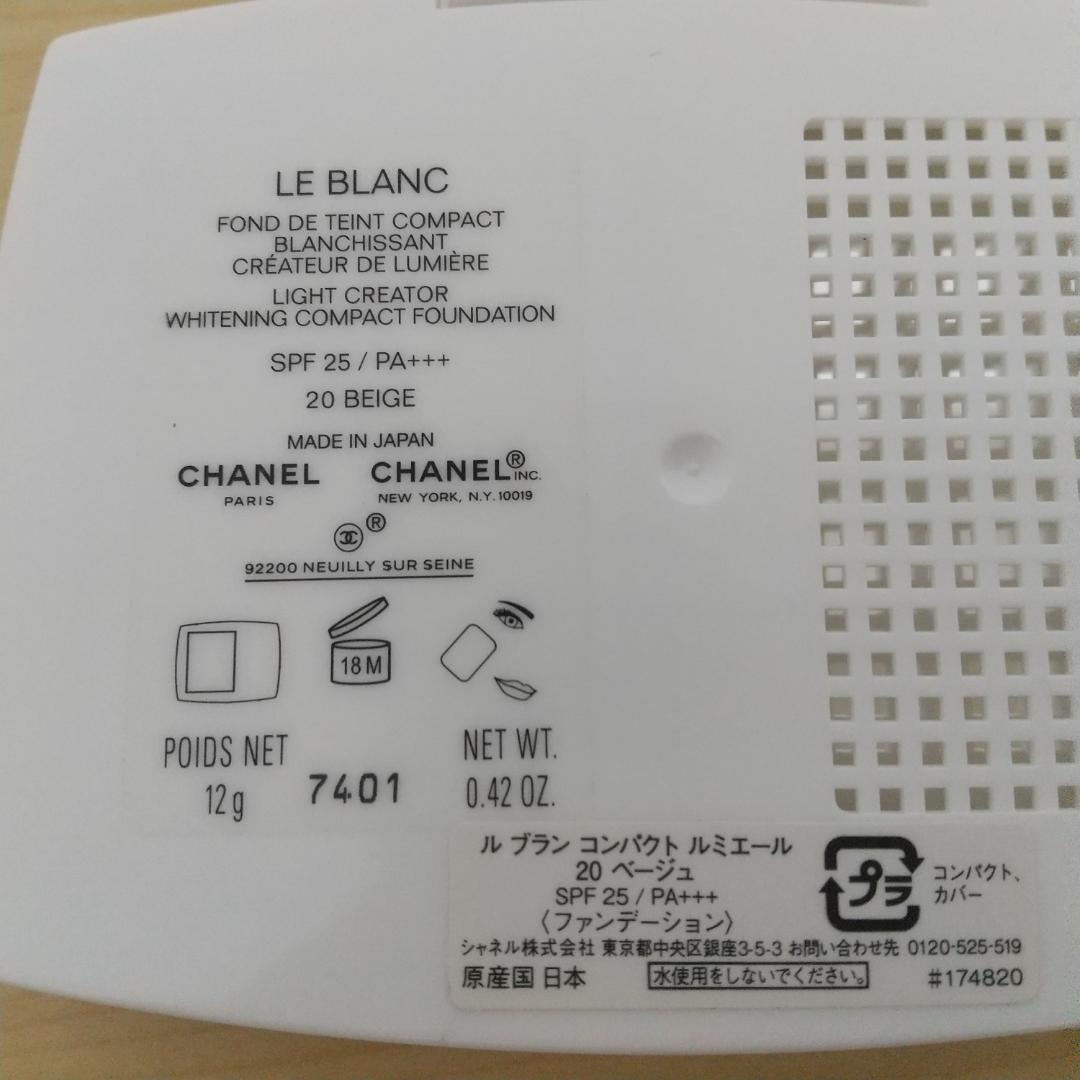 LE BLANC
FOND DE TEINT COMPACT
BLANCHISSANT
CRÉATEUR DE LUMIÈRE
LIGHT CREATOR
WHITENING COMPACT FOUNDATION
SPF 25 / PA+++
20 BEIGE
MADE IN JAPAN
CHANEL CHANEL® INC.
PARIS NEW YORK, N.Y. 10019
®
92200 NEUILLY SUR SEINE
18 M
POIDS NET NET WT.
12 g 7401 0.42 OZ.
ル ブラン コンパクト ルミエール
20 ベージュ
SPF 25 / PA+++
〈ファンデーション〉
プラ コンパクト、
カバー
シャネル株式会社 東京都中央区銀座3-5-3 お問い合わせ先 0120-525-519
原産国 日本 水使用をしないでください。 #174820